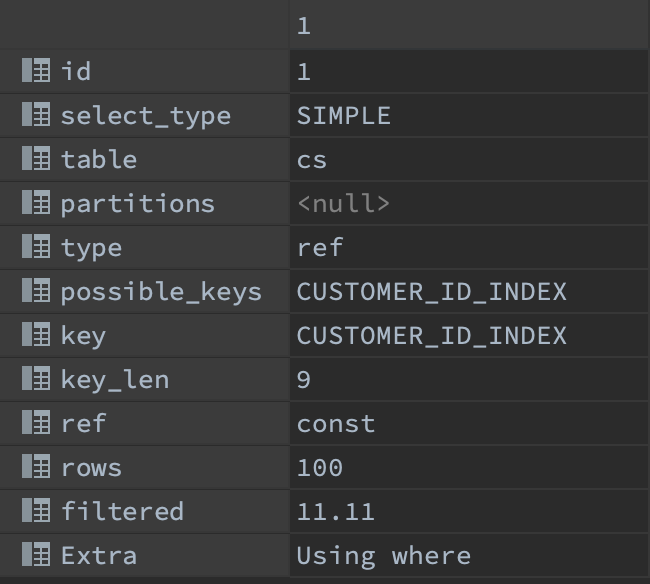 1
id 1
select_type SIMPLE
table cs
partitions <null>
type ref
possible_keys CUSTOMER_ID_INDEX
key CUSTOMER_ID_INDEX
key_len 9
ref const
rows 100
filtered 11.11
Extra Using where